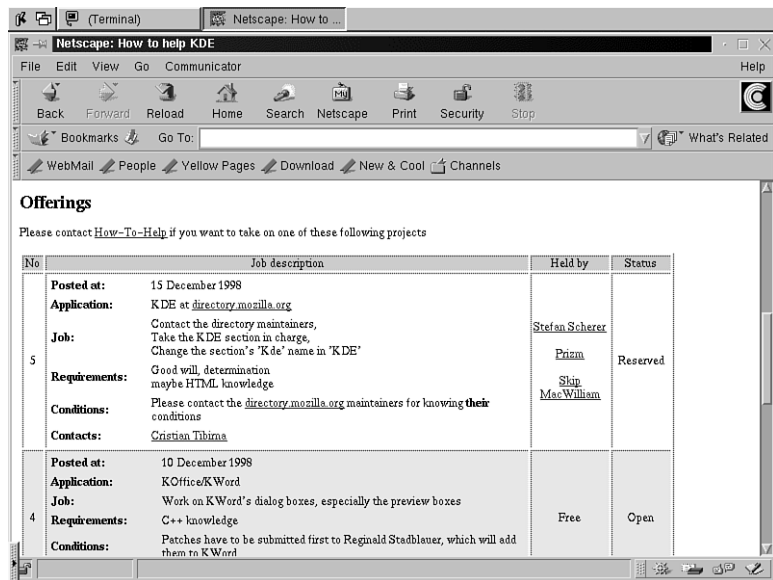 (Terminal) Netscape: How to ...
Netscape: How to help KDE
File Edit View Go Communicator Help
Back Forward Reload Home Search Netscape Print Security Stop
My
Bookmarks Go To: What's Related
WebMail People Yellow Pages Download New & Cool Channels
Offerings
Please contact How-To-Help if you want to take on one of these following projects
No Job description Held by Status
5
Posted at: 15 December 1998
Application: KDE at directory.mozilla.org
Job: Contact the directory maintainers,
Take the KDE section in charge,
Change the section's 'Kde' name in 'KDE'
Requirements: Good will, determination
maybe HTML knowledge
Conditions: Please contact the directory.mozilla.org maintainers for knowing their
conditions
Contacts: Cristian Tibirna
Stefan Scherer
Prizm
Skip
MacWilliam
Reserved
4
Posted at: 10 December 1998
Application: KOffice/KWord
Job: Work on KWord's dialog boxes, especially the preview boxes
Requirements: C++ knowledge
Conditions: Patches have to be submitted first to Reginald Stadblauer, which will add
them to KWord
Free
Open